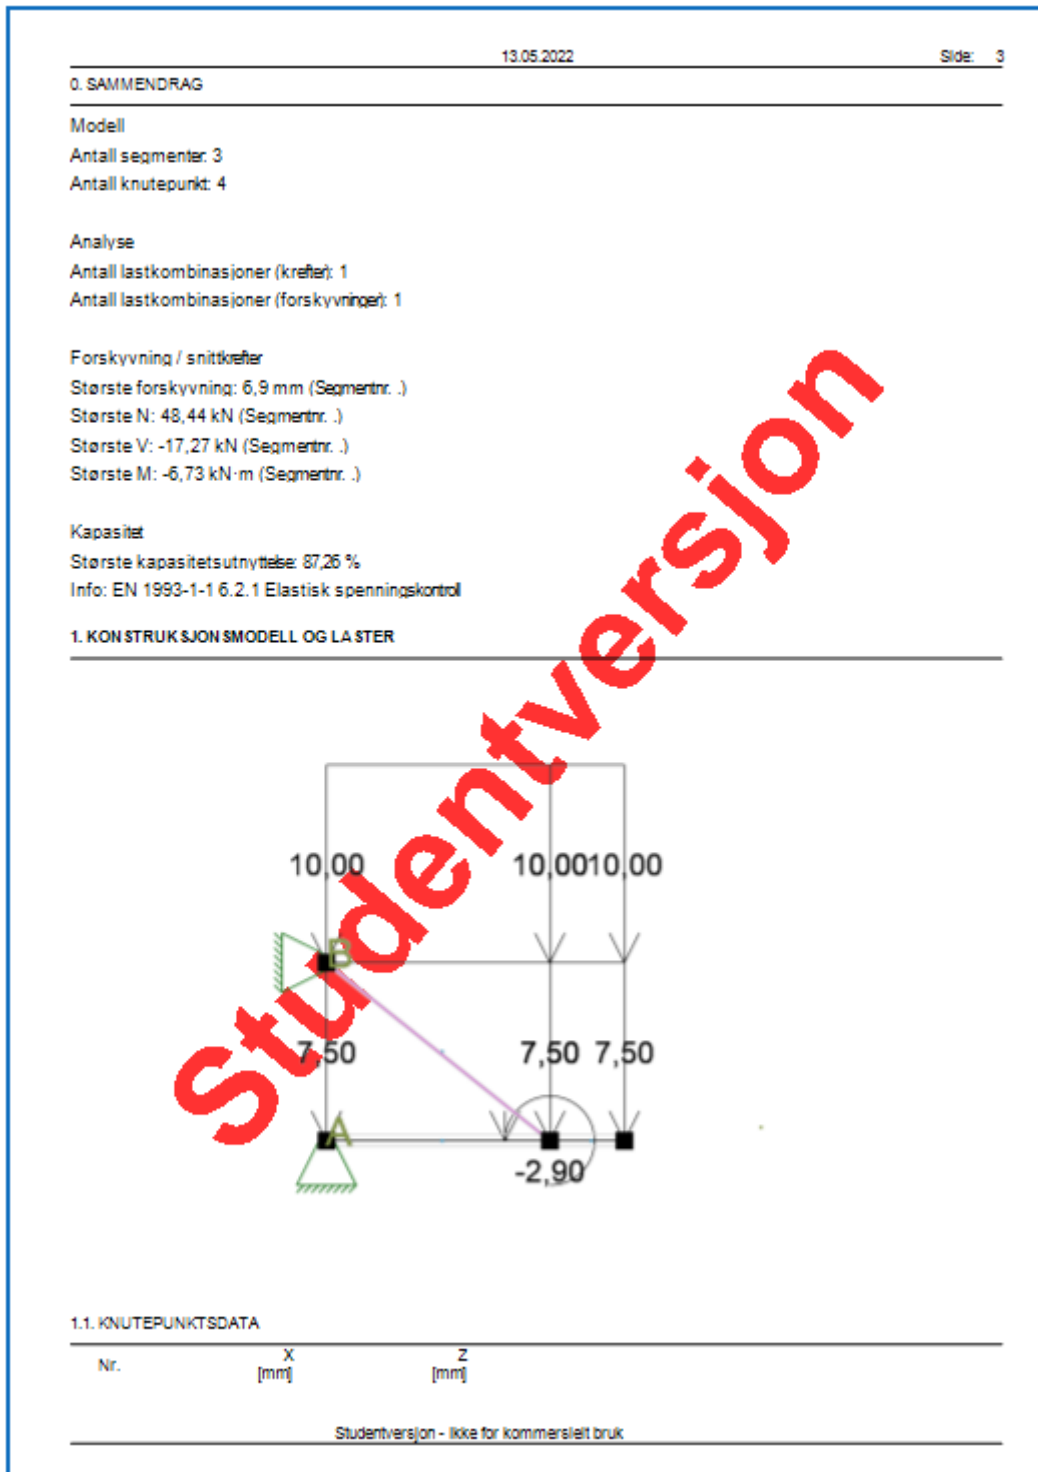 13.05.2022 Side: 3
0. SAMMENDRAG
Modell
Antall segmenter: 3
Antall knutepunkt: 4
Analyse
Antall lastkombinasjoner (krefter): 1
Antall lastkombinasjoner (forskyvninger): 1
Forskyvning / snittkrefter
Største forskyvning: 6,9 mm (Segmentnr. .)
Største N: 48,44 kN (Segmentnr. .)
Største V: -17,27 kN (Segmentnr. .)
Største M: -6,73 kN·m (Segmentnr. .)
Kapasitet
Største kapasitetsutnyttelse: 87,26 %
Info: EN 1993-1-1 6.2.1 Elastisk spenningskontroll
1. KONSTRUKSJONSMODELL OG LASTER
Studentversjon
10,00 10,00 10,00
B
7,50 7,50 7,50
A
-2,90
1.1. KNUTEPUNKTSDATA
Nr. X Z
[mm] [mm]
Studentversjon - Ikke for kommersielt bruk